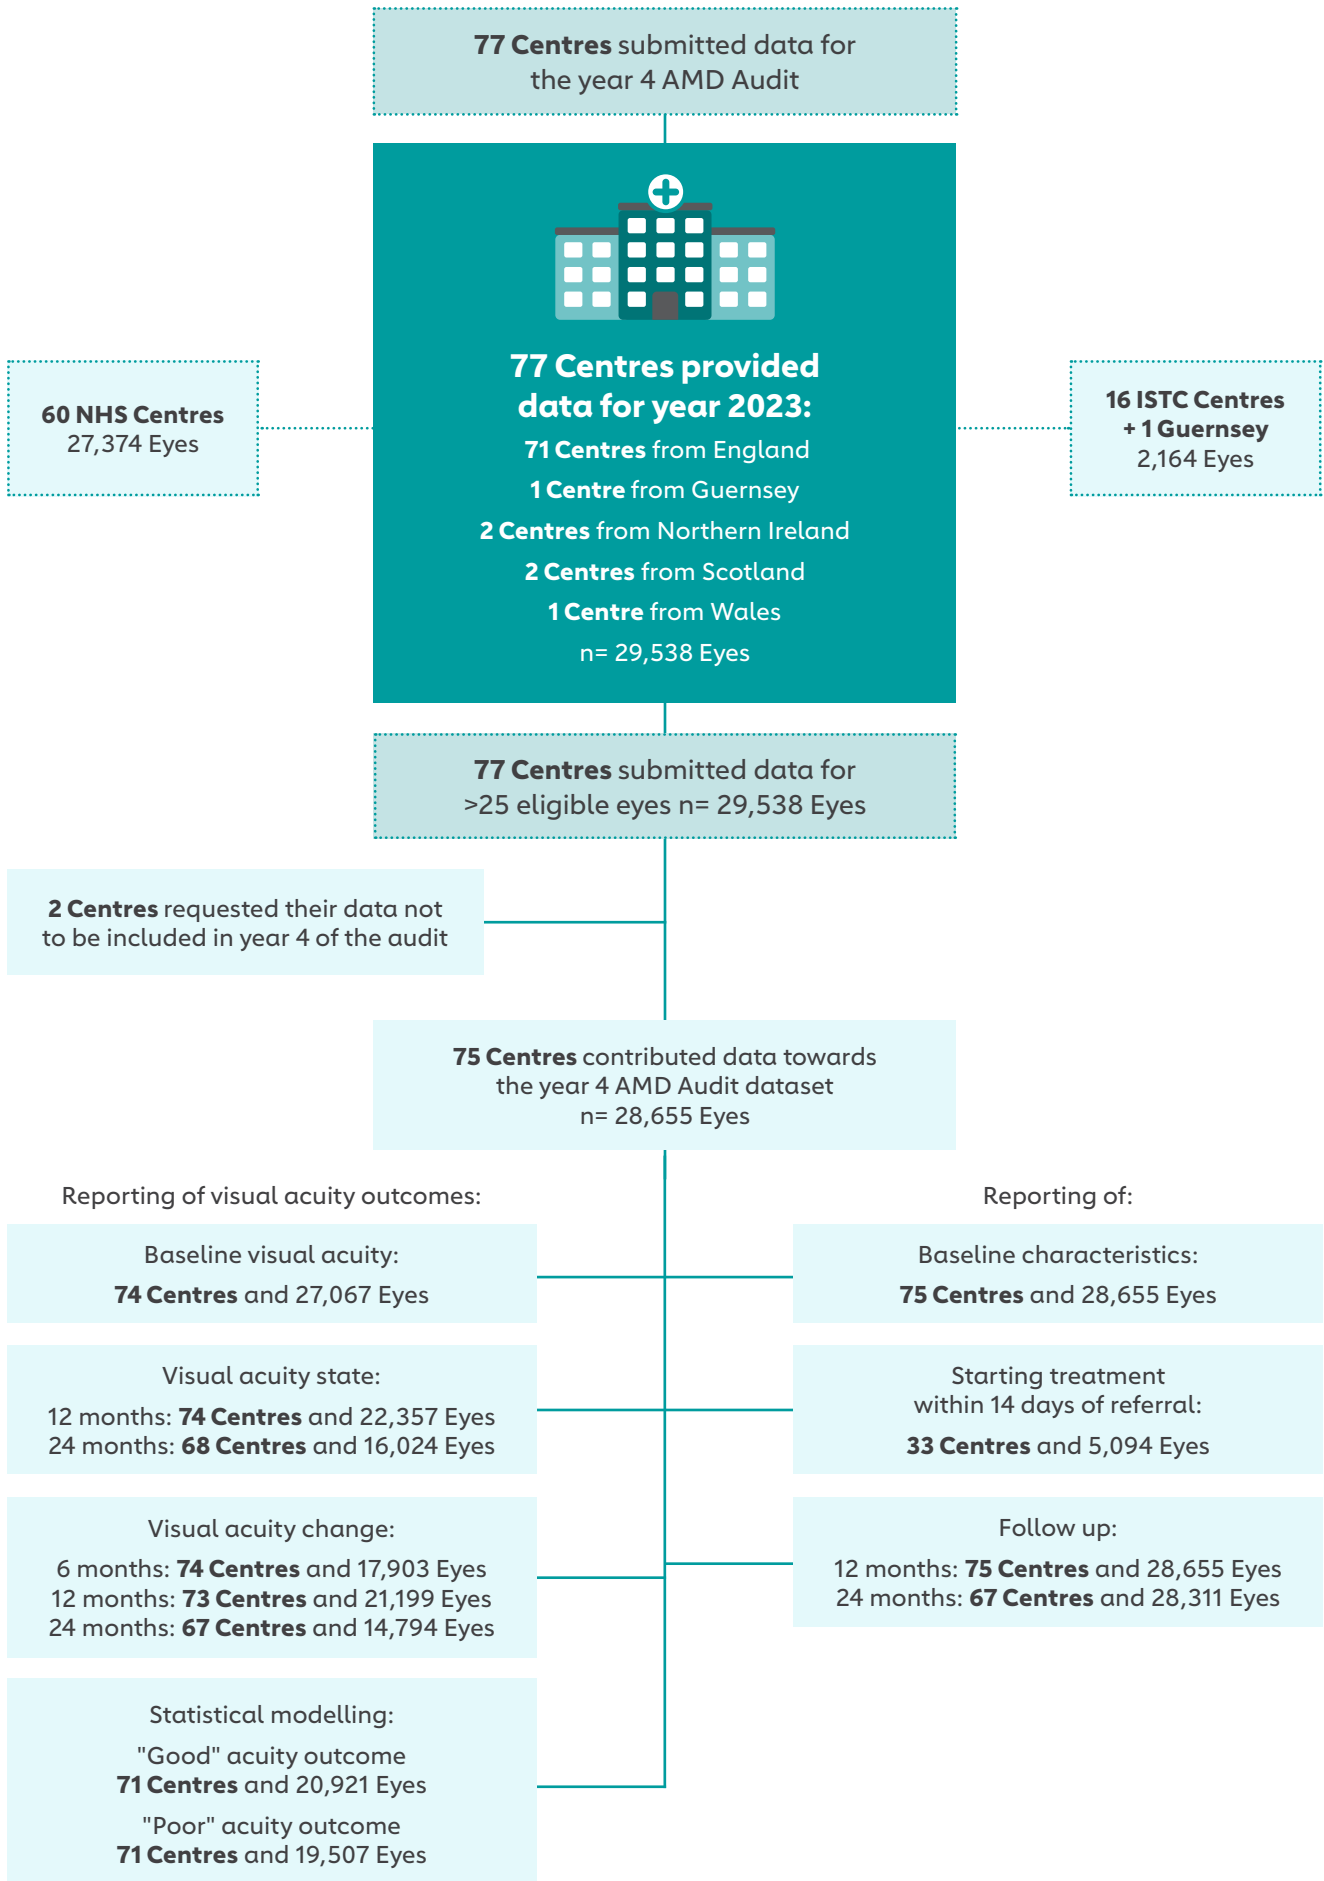 77 Centres submitted data for
the year 4 AMD Audit
77 Centres provided
data for year 2023:
71 Centres from England
1 Centre from Guernsey
2 Centres from Northern Ireland
2 Centres from Scotland
1 Centre from Wales
n= 29,538 Eyes
60 NHS Centres
27,374 Eyes
16 ISTC Centres
+ 1 Guernsey
2,164 Eyes
77 Centres submitted data for
>25 eligible eyes n= 29,538 Eyes
2 Centres requested their data not
to be included in year 4 of the audit
75 Centres contributed data towards
the year 4 AMD Audit dataset
n= 28,655 Eyes
Reporting of visual acuity outcomes:
Baseline visual acuity:
74 Centres and 27,067 Eyes
Visual acuity state:
12 months: 74 Centres and 22,357 Eyes
24 months: 68 Centres and 16,024 Eyes
Visual acuity change:
6 months: 74 Centres and 17,903 Eyes
12 months: 73 Centres and 21,199 Eyes
24 months: 67 Centres and 14,794 Eyes
Statistical modelling:
"Good" acuity outcome
71 Centres and 20,921 Eyes
"Poor" acuity outcome
71 Centres and 19,507 Eyes
Reporting of:
Baseline characteristics:
75 Centres and 28,655 Eyes
Starting treatment
within 14 days of referral:
33 Centres and 5,094 Eyes
Follow up:
12 months: 75 Centres and 28,655 Eyes
24 months: 67 Centres and 28,311 Eyes